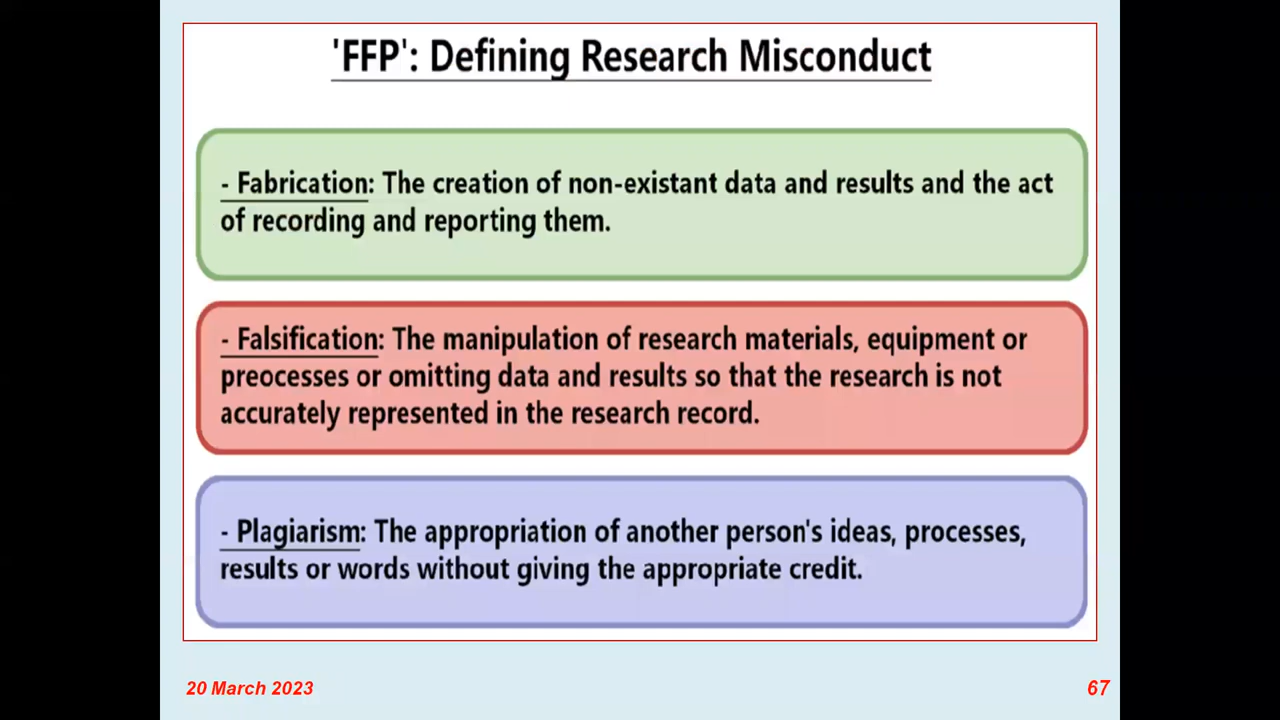 'FFP': Defining Research Misconduct
- Fabrication: The creation of non-existant data and results and the act
of recording and reporting them.
- Falsification: The manipulation of research materials, equipment or
preocesses or omitting data and results so that the research is not
accurately represented in the research record.
- Plagiarism: The appropriation of another person's ideas, processes,
results or words without giving the appropriate credit.
20 March 2023
67